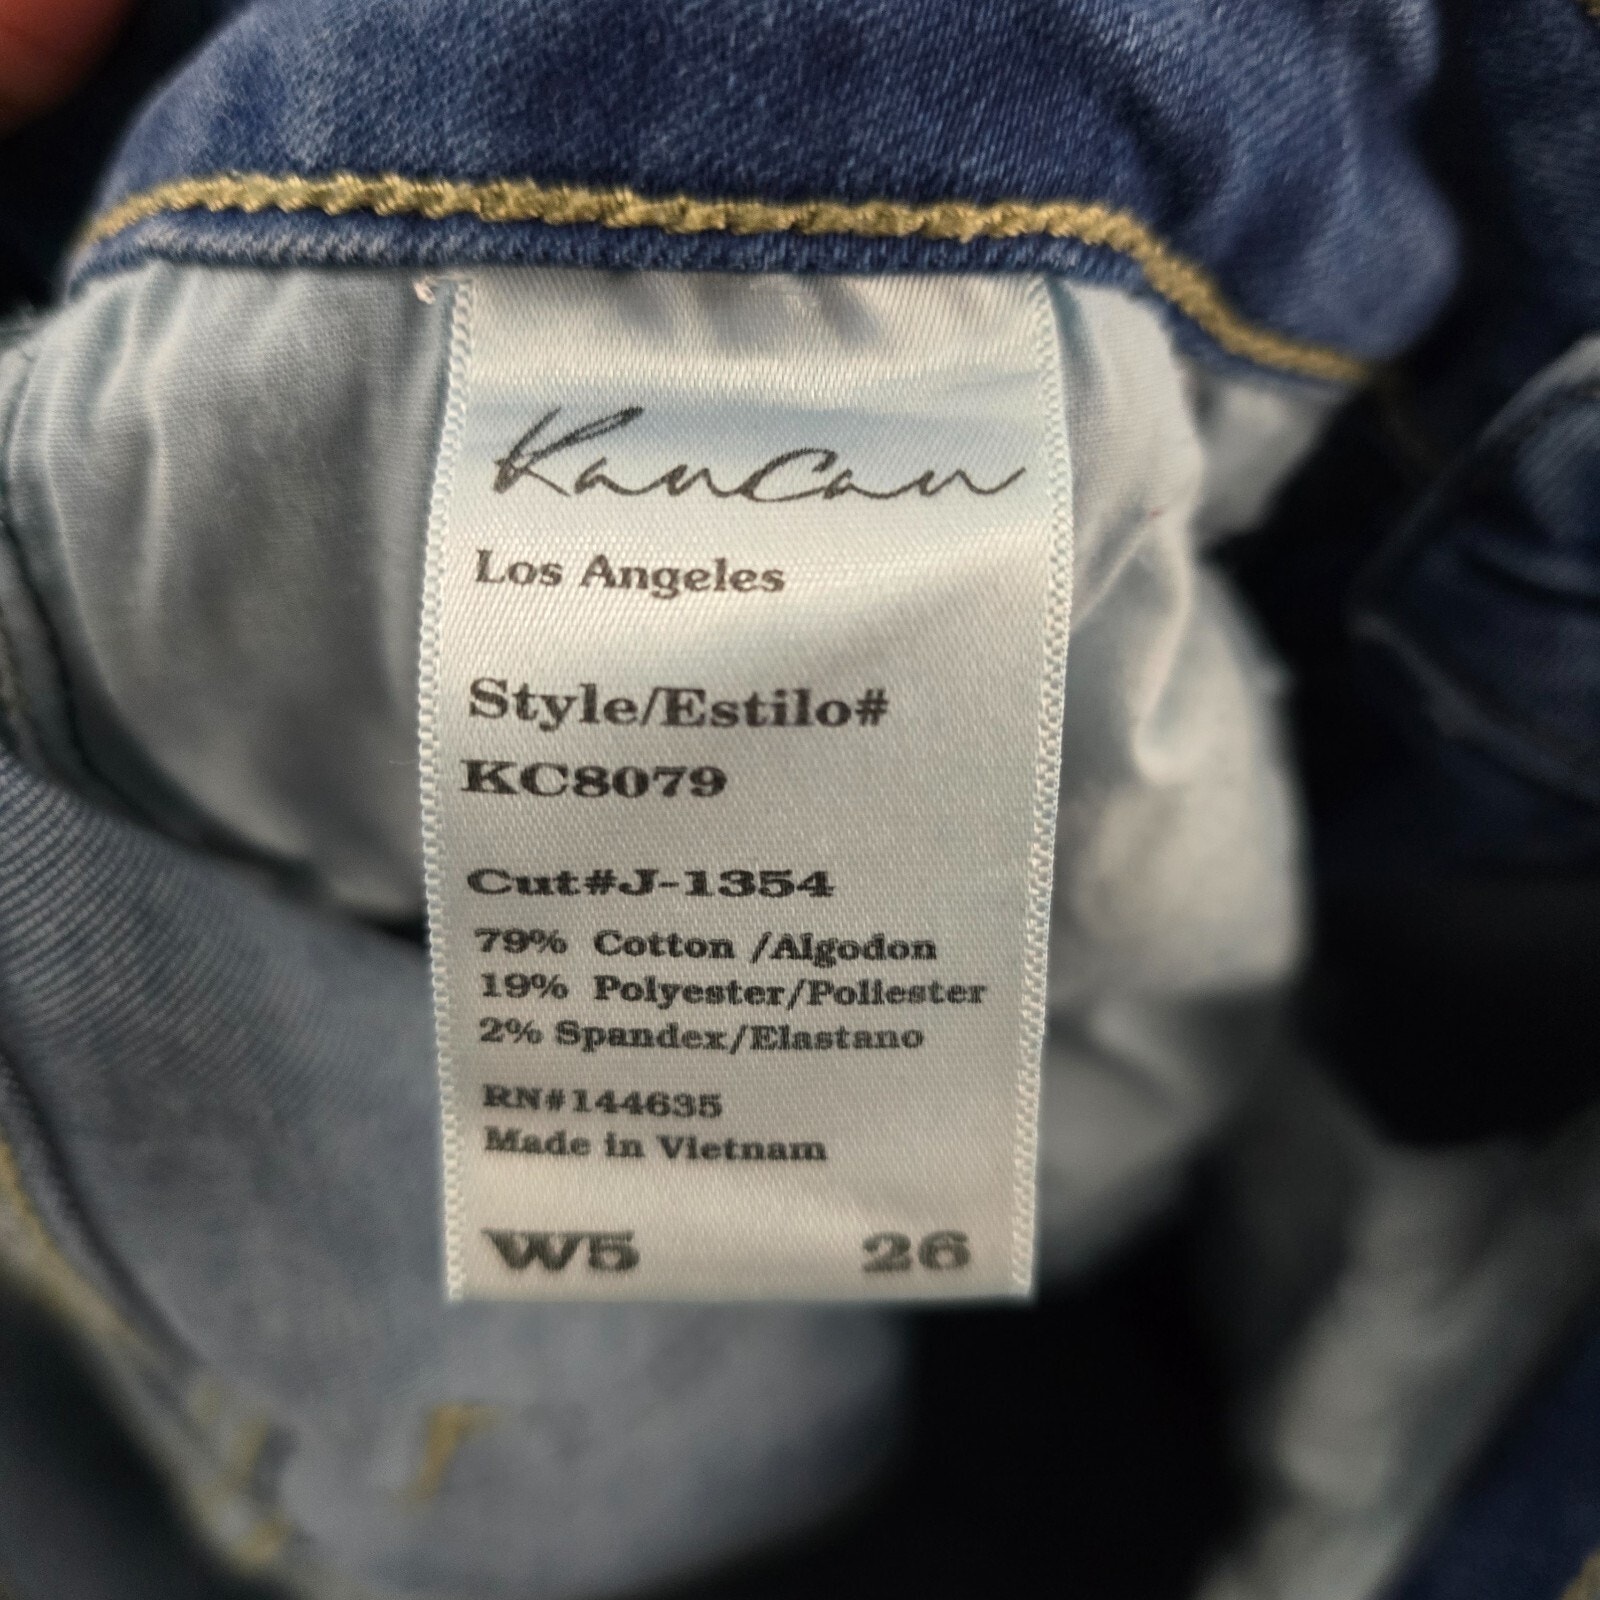 KanCan
Los Angeles
Style/Estilo#
KC8079
Cut#J-1354
79% Cotton /Algodon
19% Polyester/Poliester
2% Spandex/Elastano
RN#144635
Made in Vietnam
W5 26